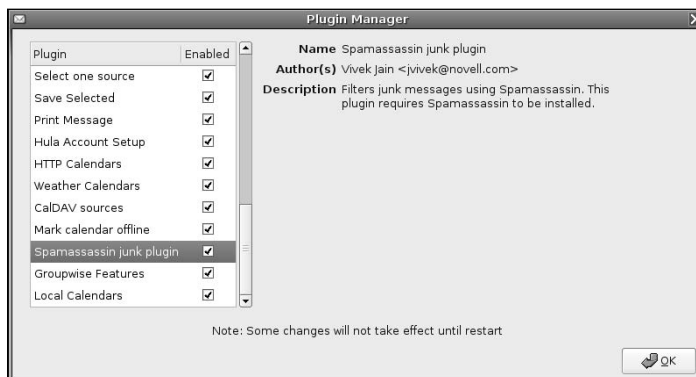 Plugin Manager
Plugin Enabled
Select one source
Save Selected
Print Message
Hula Account Setup
HTTP Calendars
Weather Calendars
CalDAV sources
Mark calendar offline
Spamassassin junk plugin
Groupwise Features
Local Calendars
Name Spamassassin junk plugin
Author(s) Vivek Jain <jvivek@novell.com>
Description Filters junk messages using Spamassassin. This
plugin requires Spamassassin to be installed.
Note: Some changes will not take effect until restart
OK